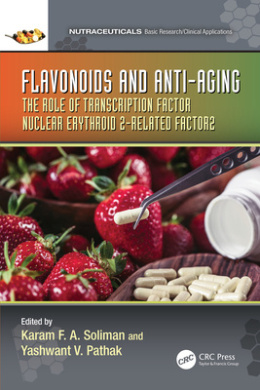 NUTRACEUTICALS Basic Research/Clinical Applications
FLAVONOIDS AND ANTI-AGING
THE ROLE OF TRANSCRIPTION FACTOR
NUCLEAR ERYTHROID 2-RELATED FACTOR2
Edited by
Karam F. A. Soliman and
Yashwant V. Pathak
CRC Press
Taylor & Francis Group